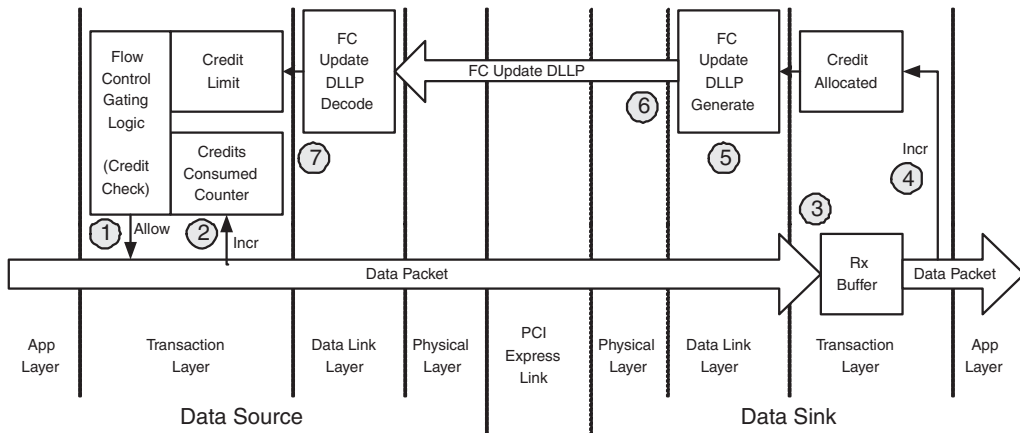 Flow
Control
Gating
Logic
(Credit
Check)
Credit
Limit
Credits
Consumed
Counter
FC
Update
DLLP
Decode
FC Update DLLP
FC
Update
DLLP
Generate
Credit
Allocated
6
7
5
Incr
4
3
1
Allow
2
Incr
Data Packet
Rx
Buffer
Data Packet
App
Layer
Transaction
Layer
Data Link
Layer
Physical
Layer
PCI
Express
Link
Physical
Layer
Data Link
Layer
Transaction
Layer
App
Layer
Data Source
Data Sink